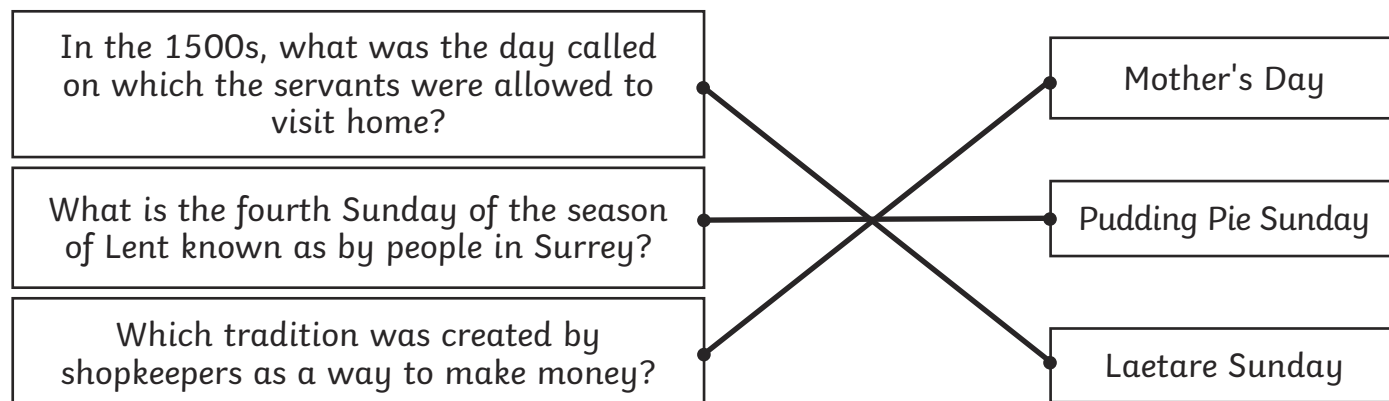 In the 1500s, what was the day called
on which the servants were allowed to
visit home?
What is the fourth Sunday of the season
of Lent known as by people in Surrey?
Which tradition was created by
shopkeepers as a way to make money?
Mother's Day
Pudding Pie Sunday
Laetare Sunday